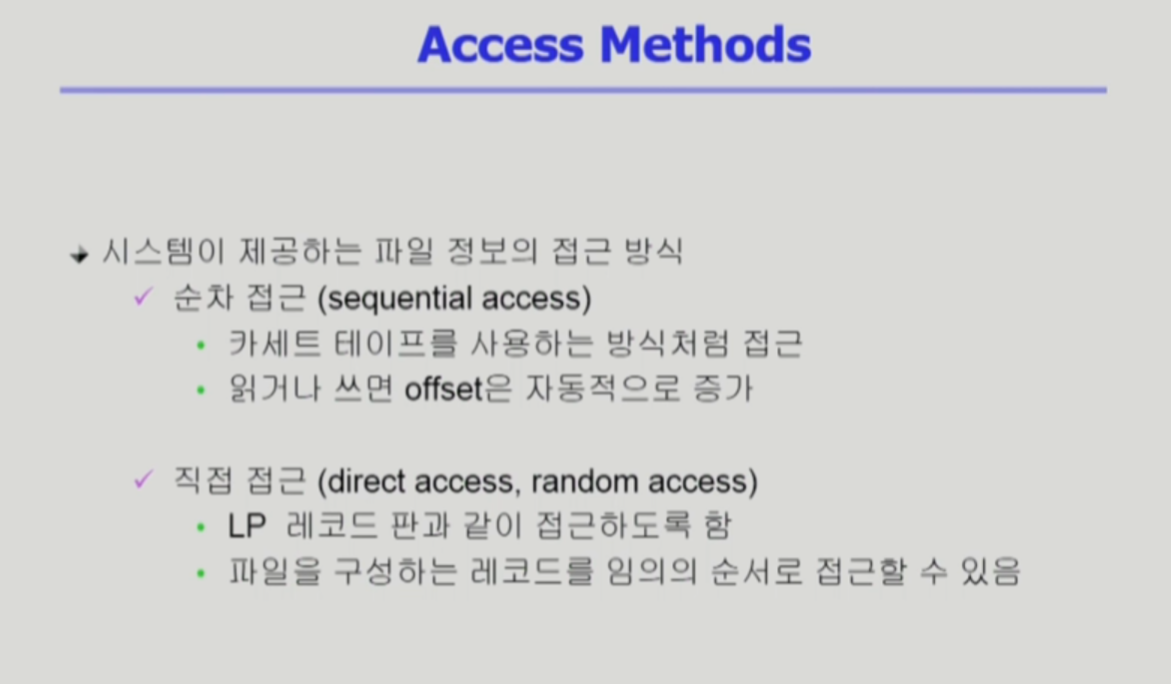 Access Methods
시스템이 제공하는 파일 정보의 접근 방식
순차 접근 (sequential access)
카세트 테이프를 사용하는 방식처럼 접근
읽거나 쓰면 offset은 자동적으로 증가
직접 접근 (direct access, random access)
LP 레코드 판과 같이 접근하도록 함
파일을 구성하는 레코드를 임의의 순서로 접근할 수 있음